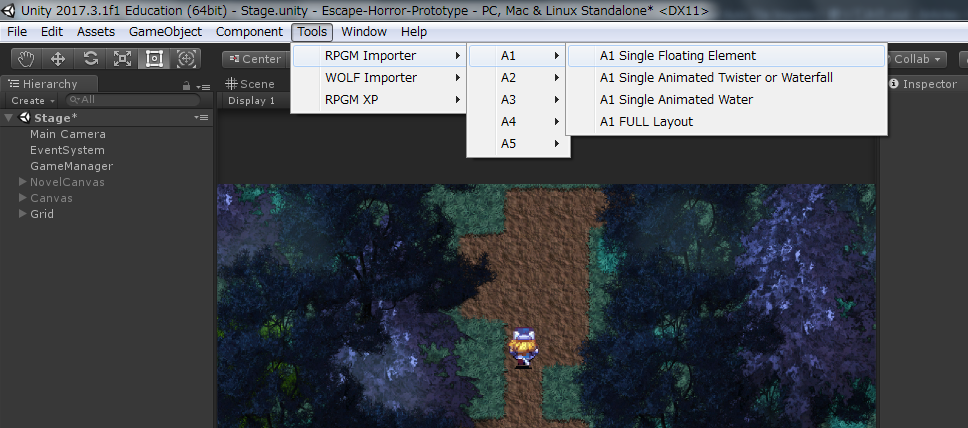 Unity 2017.3.1f1 Education (64bit) - Stage.unity - Escape-Horror-Prototype - PC, Mac & Linux Standalone* <DX11>
File Edit Assets GameObject Component Tools Window Help
Center
Collab
Hierarchy
Create
All
Stage*
Main Camera
EventSystem
GameManager
NovelCanvas
Canvas
Grid
Scene
Display 1
RPGM Importer
WOLF Importer
RPGM XP
A1
A2
A3
A4
A5
A1 Single Floating Element
A1 Single Animated Twister or Waterfall
A1 Single Animated Water
A1 FULL Layout
Inspector